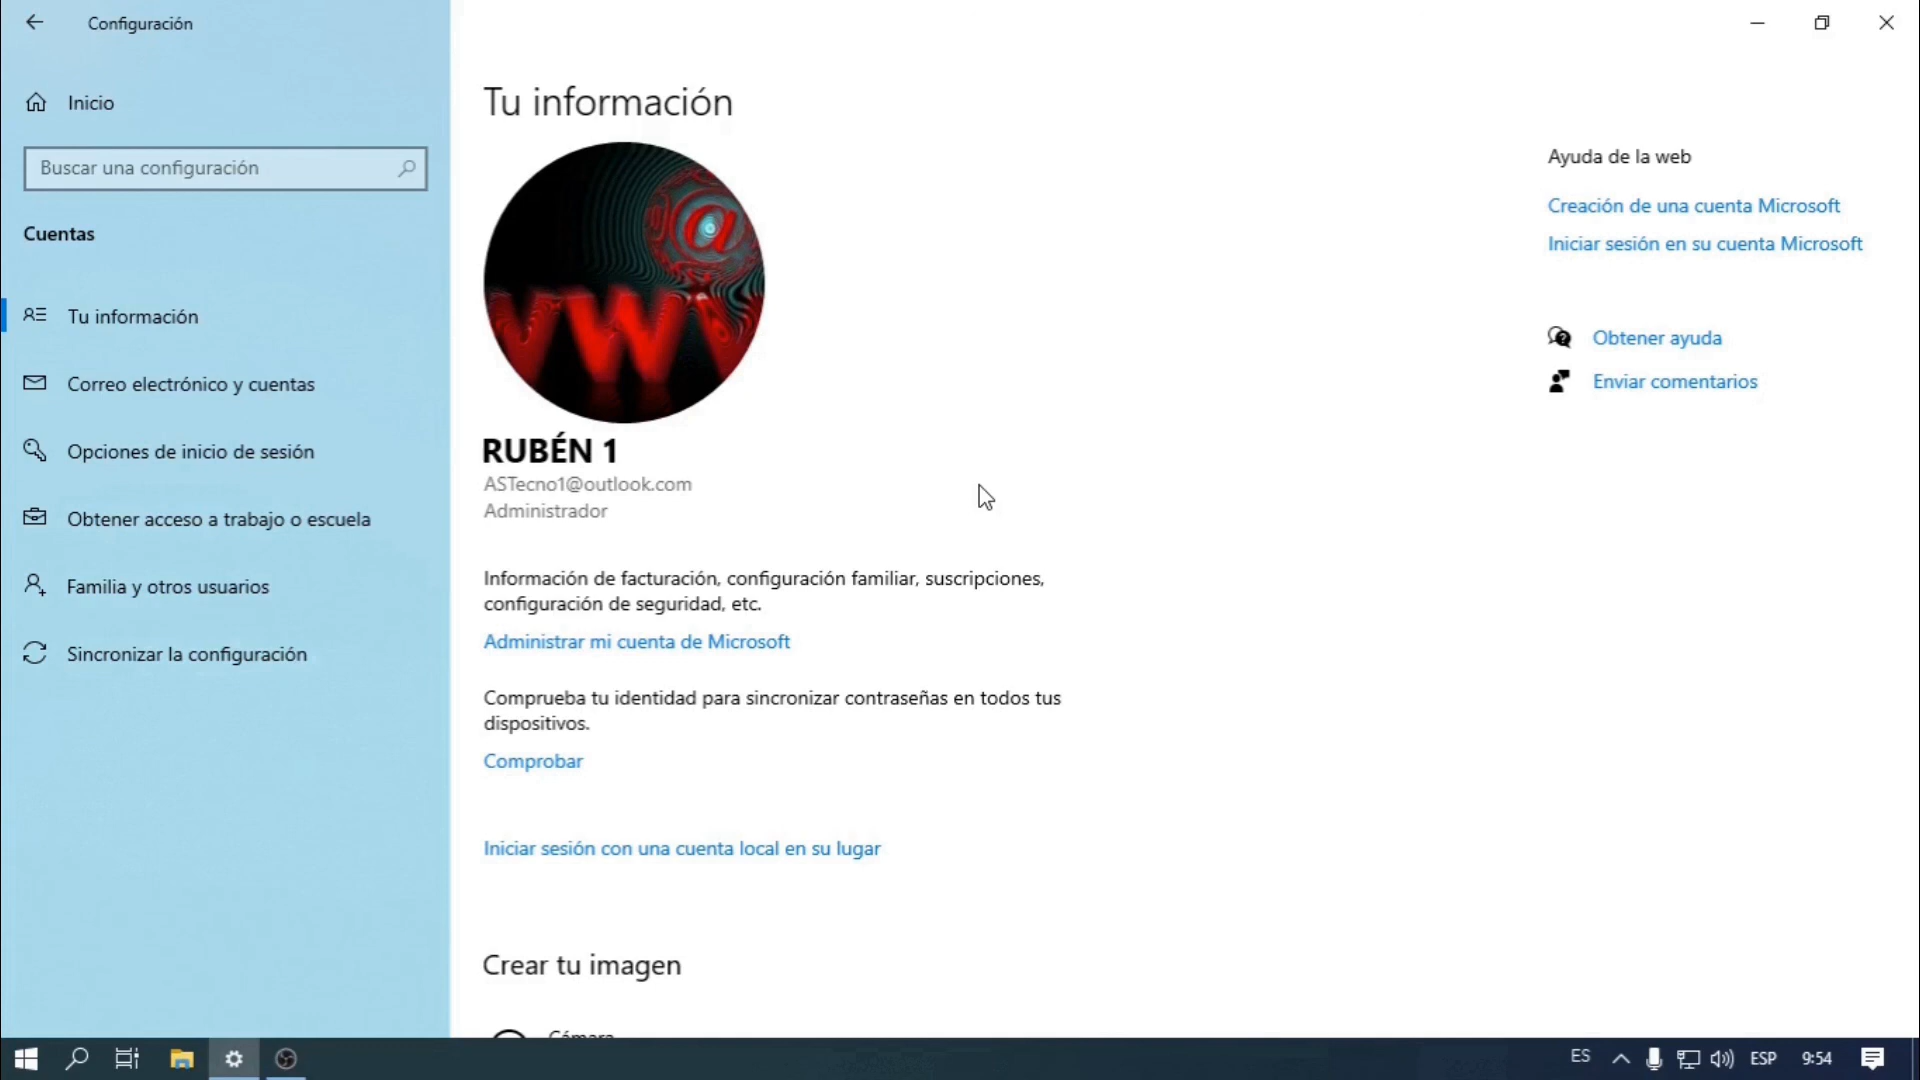 Configuración
Inicio
Buscar una configuración
Cuentas
Tu información
Correo electrónico y cuentas
Opciones de inicio de sesión
Obtener acceso a trabajo o escuela
Familia y otros usuarios
Sincronizar la configuración
Tu información
@
RUBÉN 1
ASTecno1@outlook.com
Administrador
Información de facturación, configuración familiar, suscripciones,
configuración de seguridad, etc.
Administrar mi cuenta de Microsoft
Comprueba tu identidad para sincronizar contraseñas en todos tus
dispositivos.
Comprobar
Iniciar sesión con una cuenta local en su lugar
Crear tu imagen
Cámara
Ayuda de la web
Creación de una cuenta Microsoft
Iniciar sesión en su cuenta Microsoft
Obtener ayuda
Enviar comentarios
ES
ESP
9:54